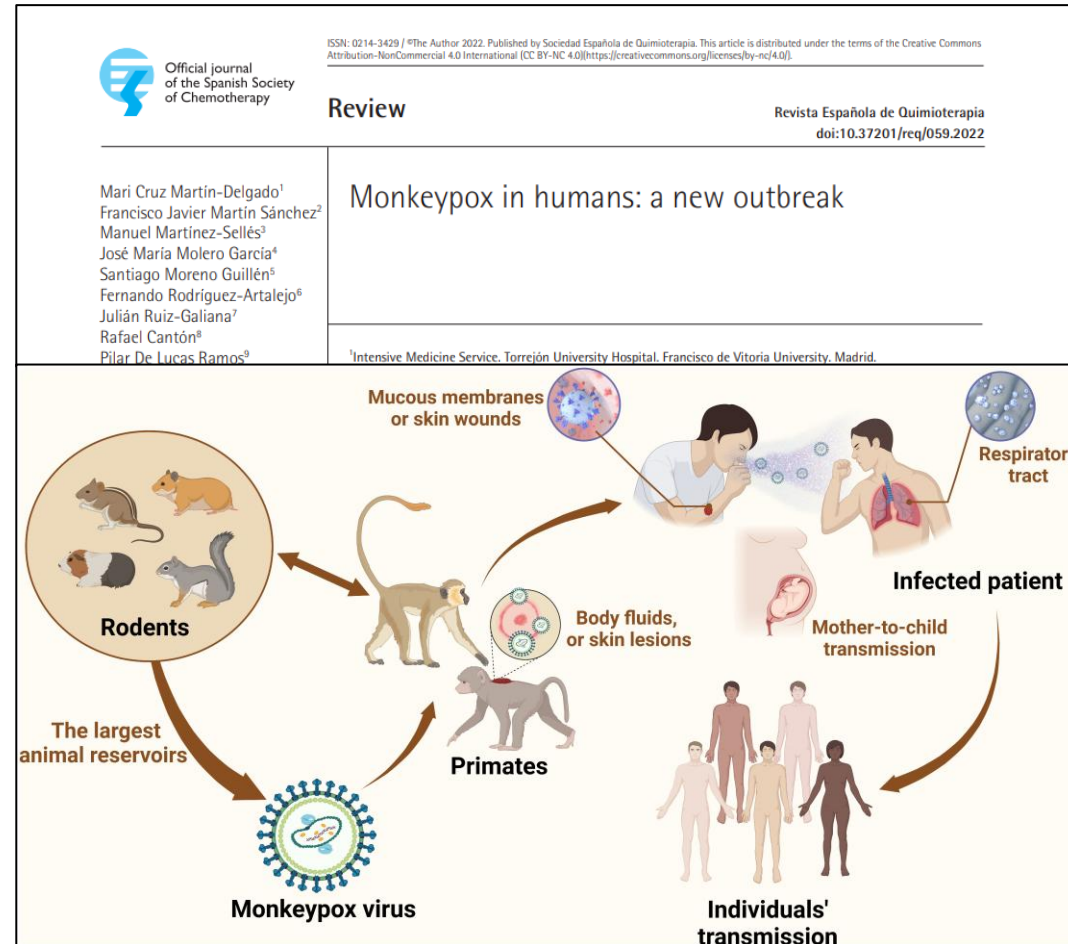 ISSN: 0214-3429 / ©The Author 2022. Published by Sociedad Española de Quimioterapia. This article is distributed under the terms of the Creative Commons
Attribution-NonCommercial 4.0 International (CC BY-NC 4.0)(https://creativecommons.org/licenses/by-nc/4.0/).
Official journal
of the Spanish Society
of Chemotherapy
Review
Revista Española de Quimioterapia
doi:10.37201/req/059.2022
Mari Cruz Martín-Delgado1
Francisco Javier Martín Sánchez2
Manuel Martínez-Sellés3
José María Molero García4
Santiago Moreno Guillén5
Fernando Rodríguez-Artalejo6
Julián Ruiz-Galiana7
Rafael Cantón8
Pilar De Lucas Ramos9
Monkeypox in humans: a new outbreak
1Intensive Medicine Service. Torrejón University Hospital. Francisco de Vitoria University. Madrid.
Mucous membranes
or skin wounds
Respirator
tract
Infected patient
Rodents
Body fluids,
or skin lesions
Mother-to-child
transmission
The largest
animal reservoirs
Primates
Monkeypox virus
Individuals'
transmission